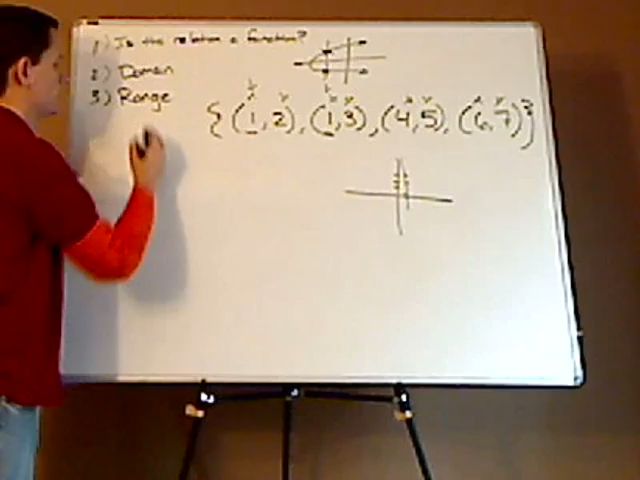 1) Is the relation a function?
2) Domain
3) Range
x y x y x y x y
{(1,2),(1,3),(4,5),(6,7)}